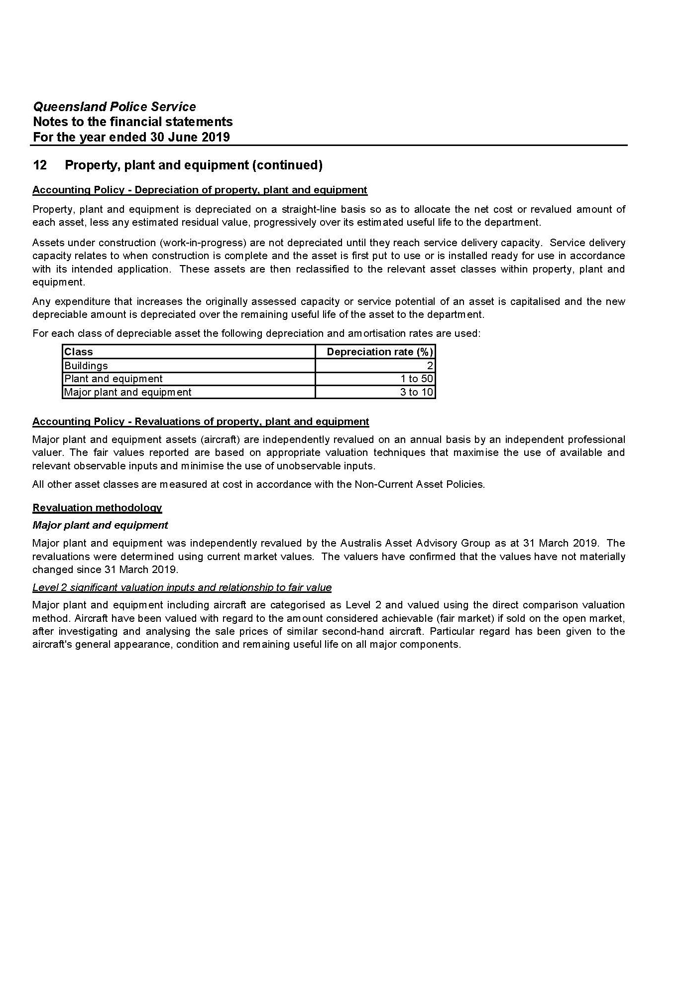 Queensland Police Service
Notes to the financial statements
For the year ended 30 June 2019
12 Property, plant and equipment (continued)
Accounting Policy - Depreciation of property, plant and equipment
Property, plant and equipment is depreciated on a straight-line basis so as to allocate the net cost or revalued amount of
each asset, less any estimated residual value, progressively over its estimated useful life to the department.
Assets under construction (work-in-progress) are not depreciated until they reach service delivery capacity. Service delivery
capacity relates to when construction is complete and the asset is first put to use or is installed ready for use in accordance
with its intended application. These assets are then reclassified to the relevant asset classes within property, plant and
equipment.
Any expenditure that increases the originally assessed capacity or service potential of an asset is capitalised and the new
depreciable amount is depreciated over the remaining useful life of the asset to the department.
For each class of depreciable asset the following depreciation and amortisation rates are used:
Class Depreciation rate (%)
Buildings 2
Plant and equipment 1 to 50
Major plant and equipment 3 to 10
Accounting Policy - Revaluations of property, plant and equipment
Major plant and equipment assets (aircraft) are independently revalued on an annual basis by an independent professional
valuer. The fair values reported are based on appropriate valuation techniques that maximise the use of available and
relevant observable inputs and minimise the use of unobservable inputs.
All other asset classes are measured at cost in accordance with the Non-Current Asset Policies.
Revaluation methodology
Major plant and equipment
Major plant and equipment was independently revalued by the Australis Asset Advisory Group as at 31 March 2019. The
revaluations were determined using current market values. The valuers have confirmed that the values have not materially
changed since 31 March 2019.
Level 2 significant valuation inputs and relationship to fair value
Major plant and equipment including aircraft are categorised as Level 2 and valued using the direct comparison valuation
method. Aircraft have been valued with regard to the amount considered achievable (fair market) if sold on the open market,
after investigating and analysing the sale prices of similar second-hand aircraft. Particular regard has been given to the
aircraft's general appearance, condition and remaining useful life on all major components.